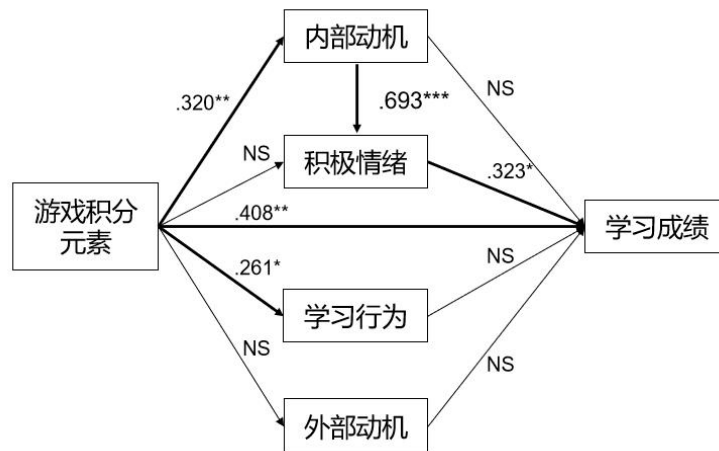 内部动机
.320**
.693***
NS
NS
积极情绪
.323*
游戏积分
元素
.408**
学习成绩
.261*
NS
学习行为
NS
NS
外部动机